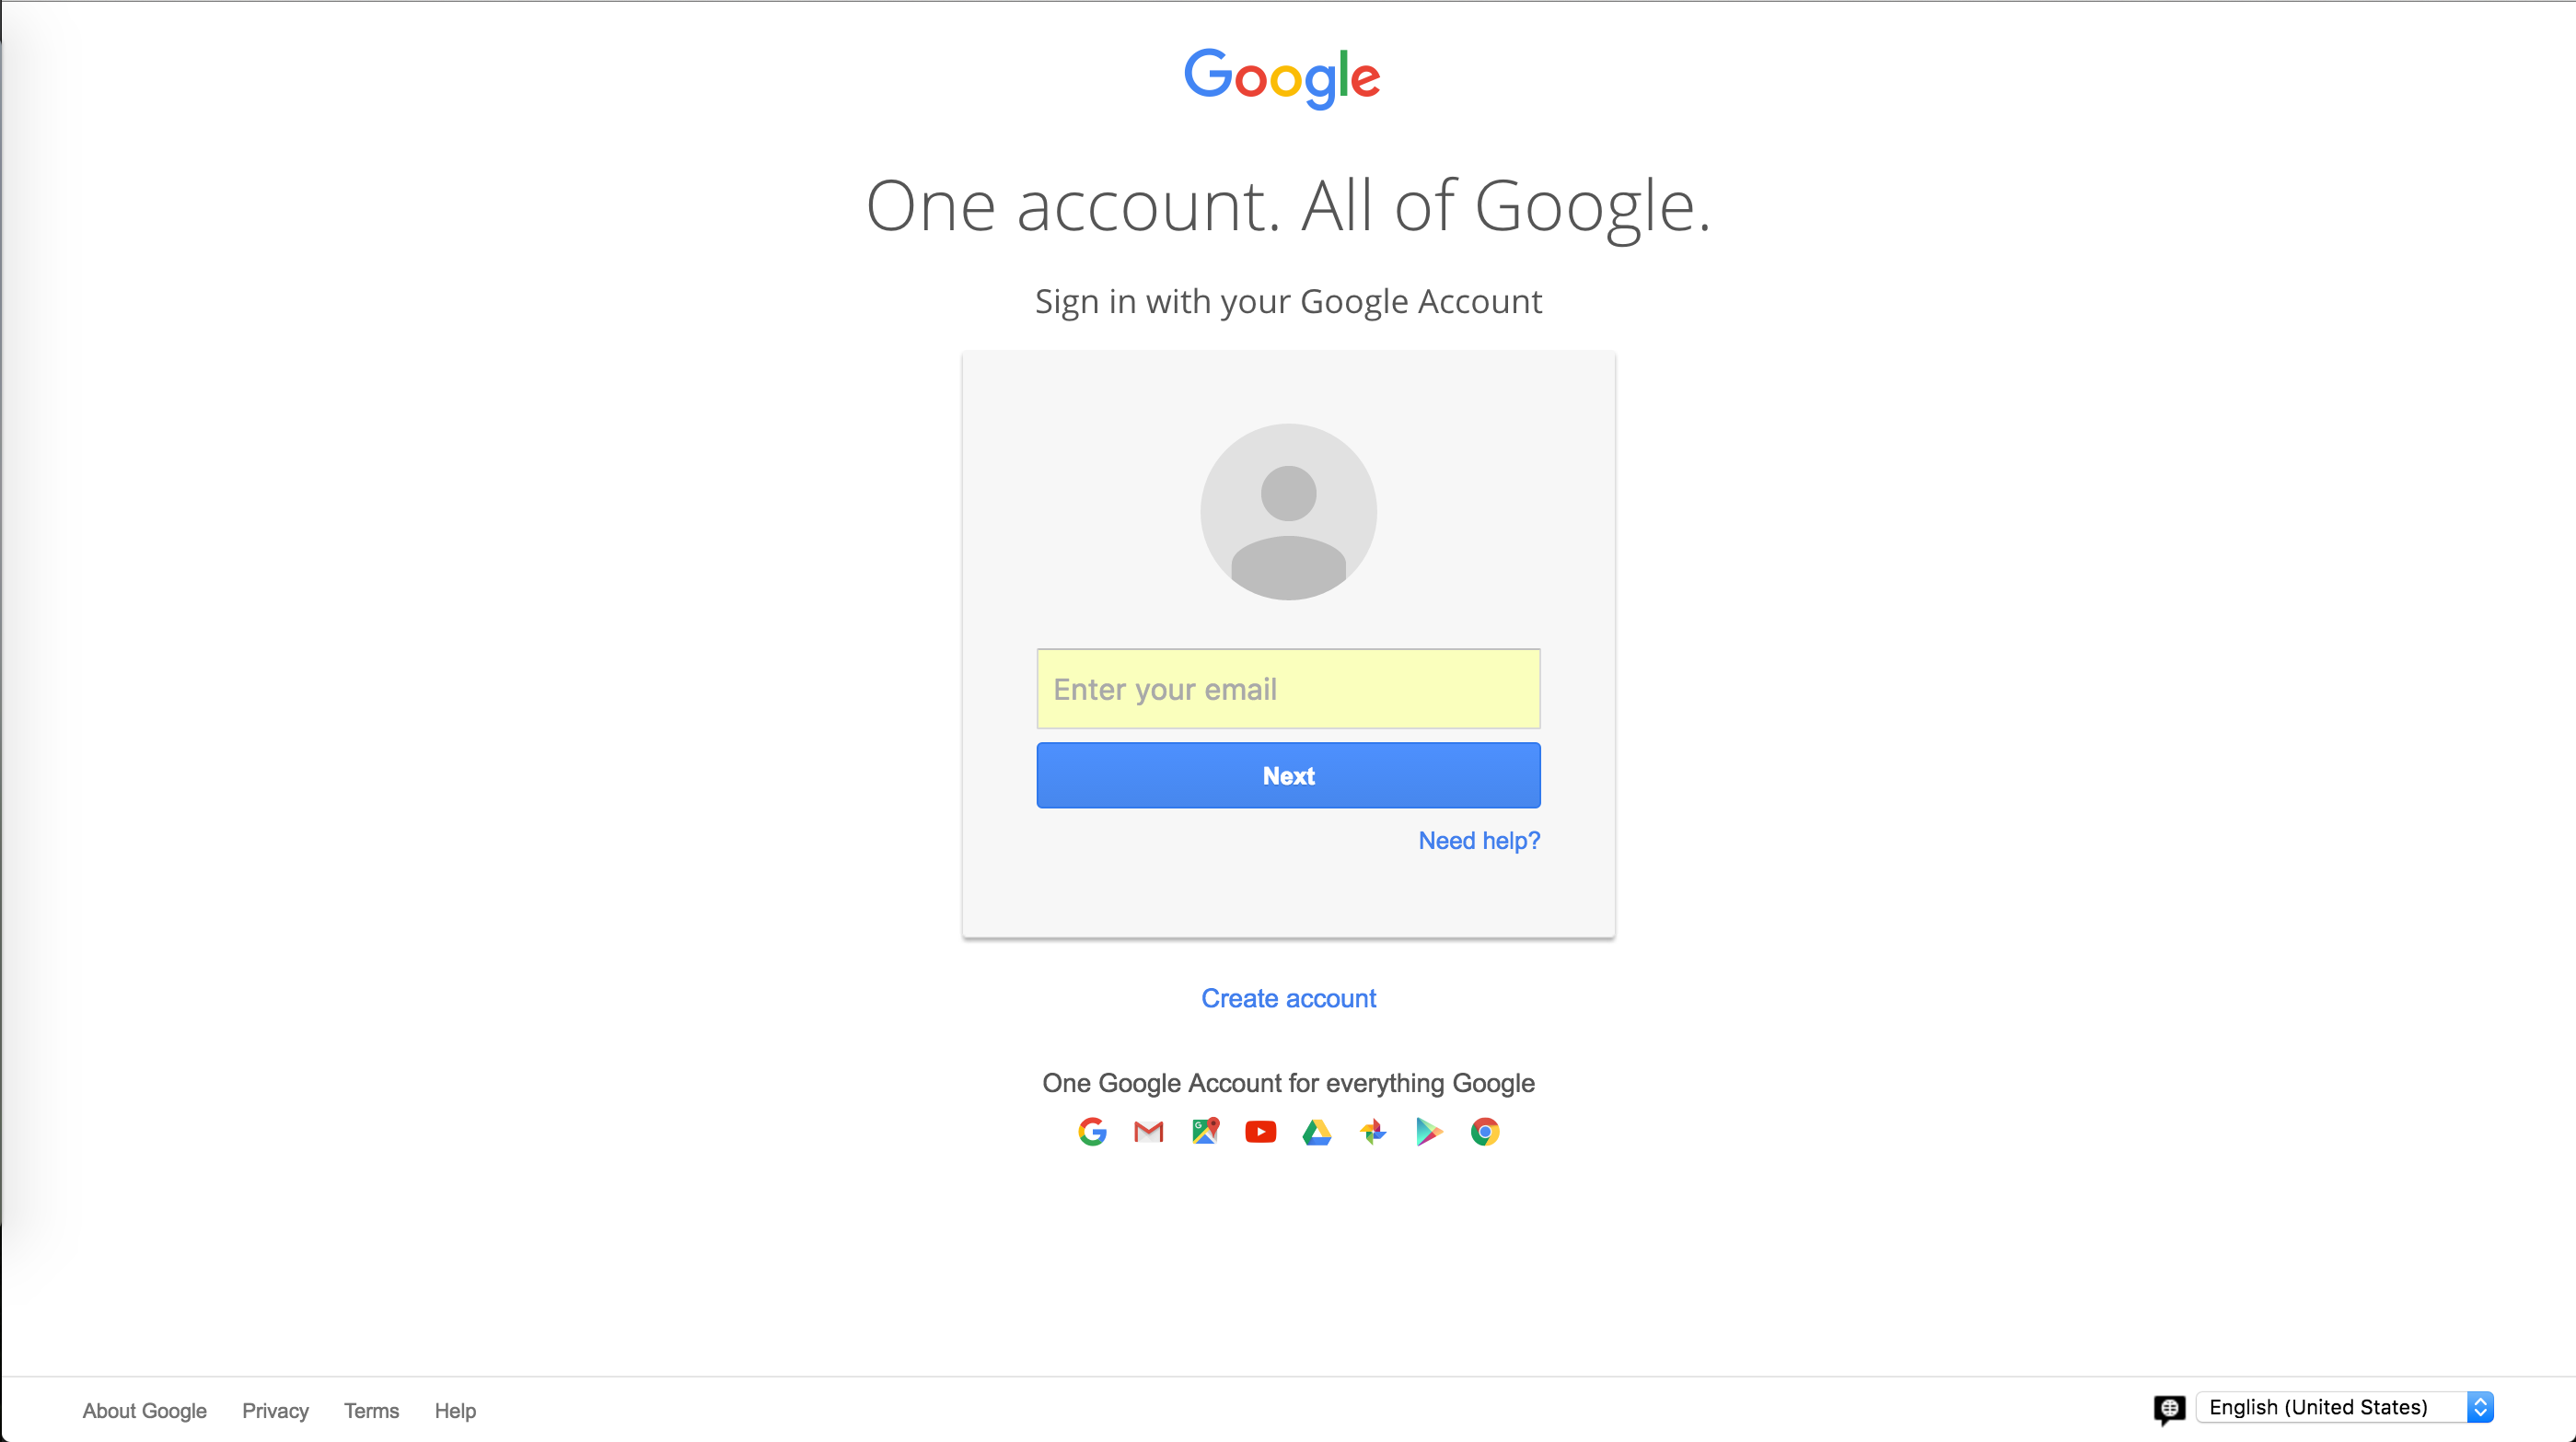 Google
One account. All of Google.
Sign in with your Google Account
Enter your email
Next
Need help?
Create account
One Google Account for everything Google
About Google Privacy Terms Help English (United States)